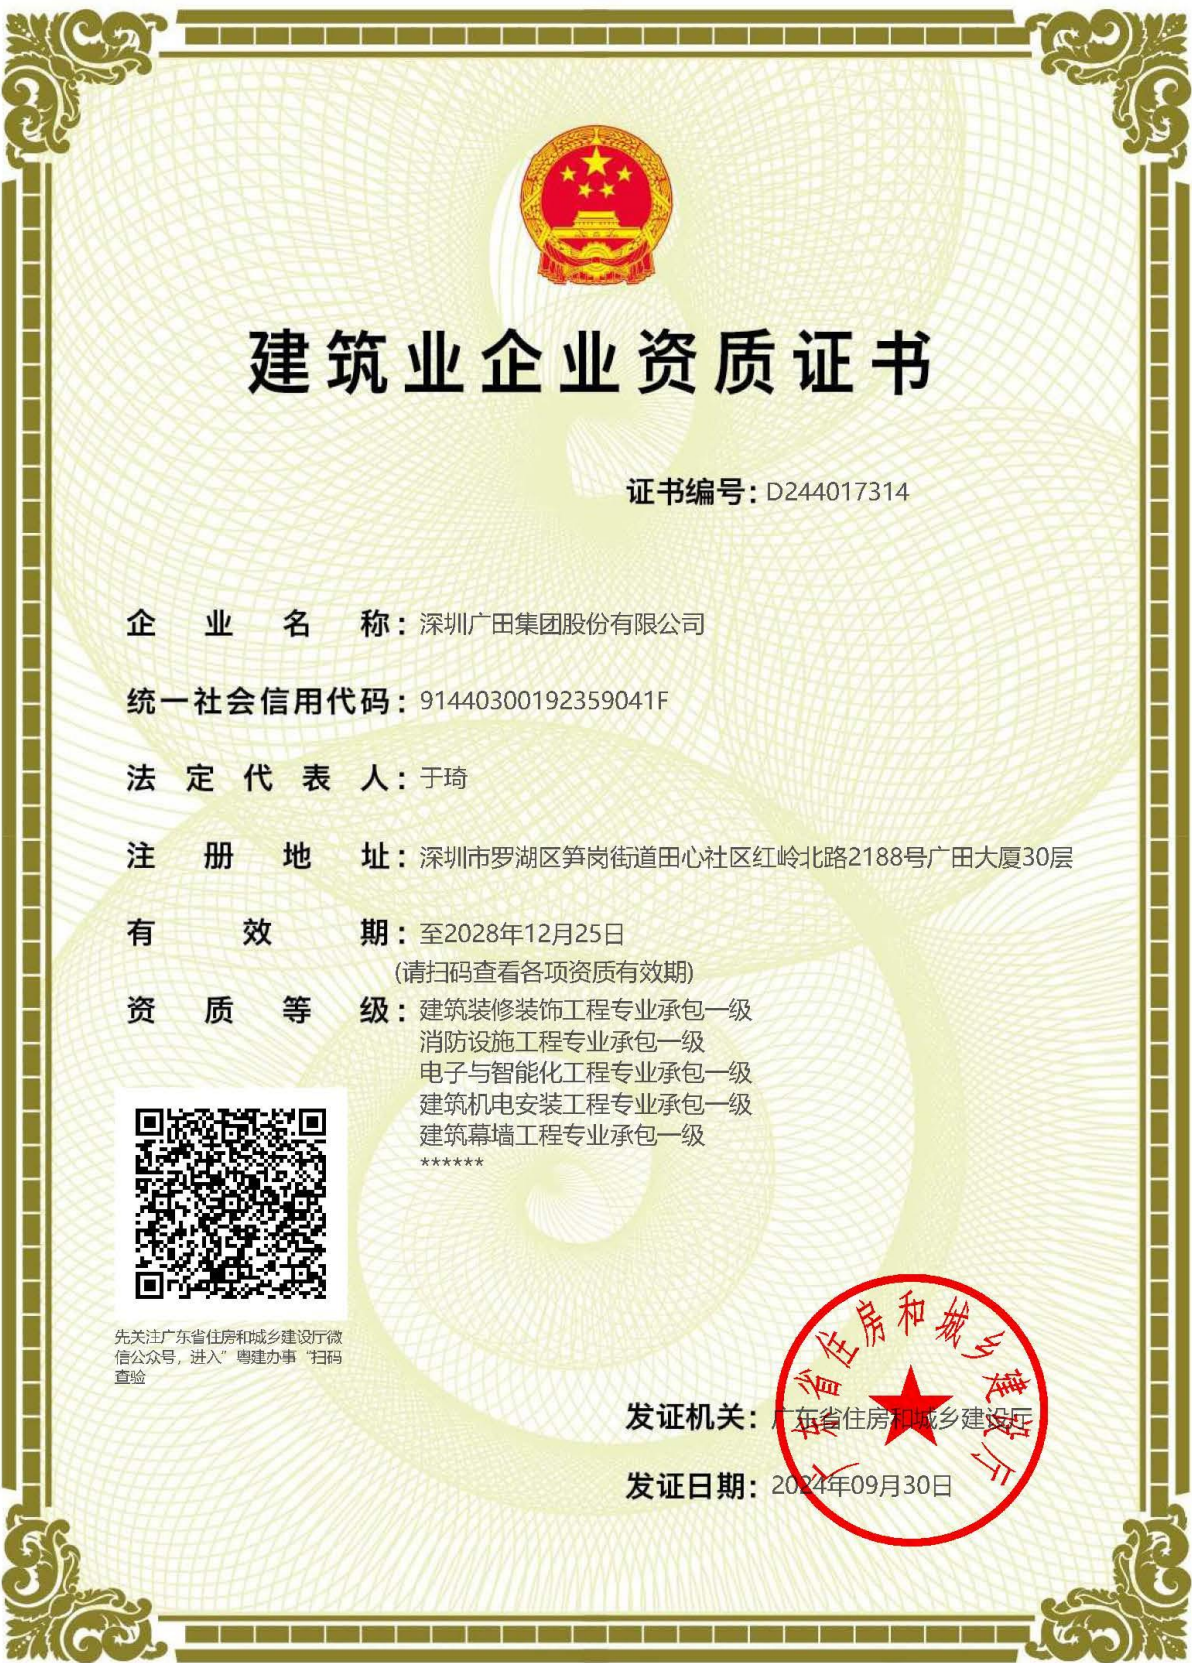 建筑业企业资质证书
证书编号：D244017314
企业名称：深圳广田集团股份有限公司
统一社会信用代码：91440300192359041F
法定代表人：于琦
注册地址：深圳市罗湖区笋岗街道田心社区红岭北路2188号广田大厦30层
有效期：至2028年12月25日
(请扫码查看各项资质有效期)
资质等级：建筑装修装饰工程专业承包一级
消防设施工程专业承包一级
电子与智能化工程专业承包一级
建筑机电安装工程专业承包一级
建筑幕墙工程专业承包一级
******
先关注广东省住房和城乡建设厅微
信公众号，进入”粤建办事“扫码
查验
发证机关：广东省住房和城乡建设厅
发证日期：2024年09月30日
广东省住房和城乡建设厅